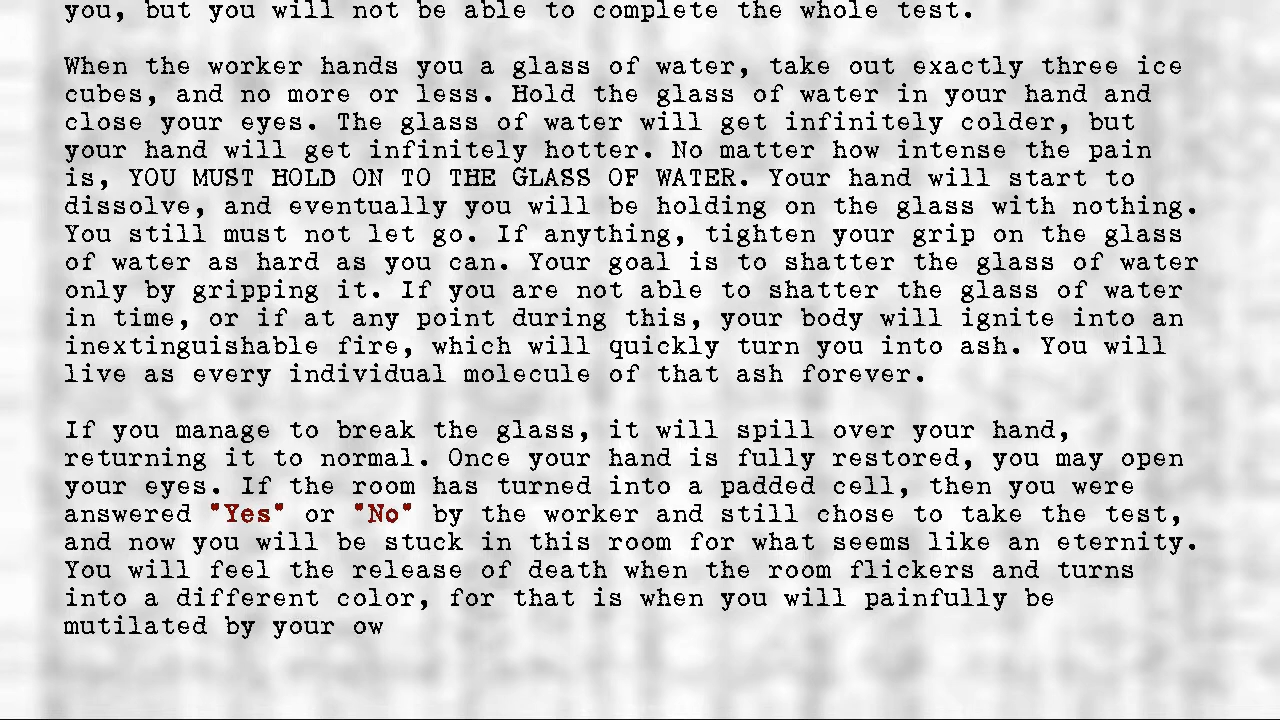 you, but you will not be able to complete the whole test.
When the worker hands you a glass of water, take out exactly three ice
cubes, and no more or less. Hold the glass of water in your hand and
close your eyes. The glass of water will get infinitely colder, but
your hand will get infinitely hotter. No matter how intense the pain
is, YOU MUST HOLD ON TO THE GLASS OF WATER. Your hand will start to
dissolve, and eventually you will be holding on the glass with nothing.
You still must not let go. If anything, tighten your grip on the glass
of water as hard as you can. Your goal is to shatter the glass of water
only by gripping it. If you are not able to shatter the glass of water
in time, or if at any point during this, your body will ignite into an
inextinguishable fire, which will quickly turn you into ash. You will
live as every individual molecule of that ash forever.
If you manage to break the glass, it will spill over your hand,
returning it to normal. Once your hand is fully restored, you may open
your eyes. If the room has turned into a padded cell, then you were
answered "Yes" or "No" by the worker and still chose to take the test,
and now you will be stuck in this room for what seems like an eternity.
You will feel the release of death when the room flickers and turns
into a different color, for that is when you will painfully be
mutilated by your ow